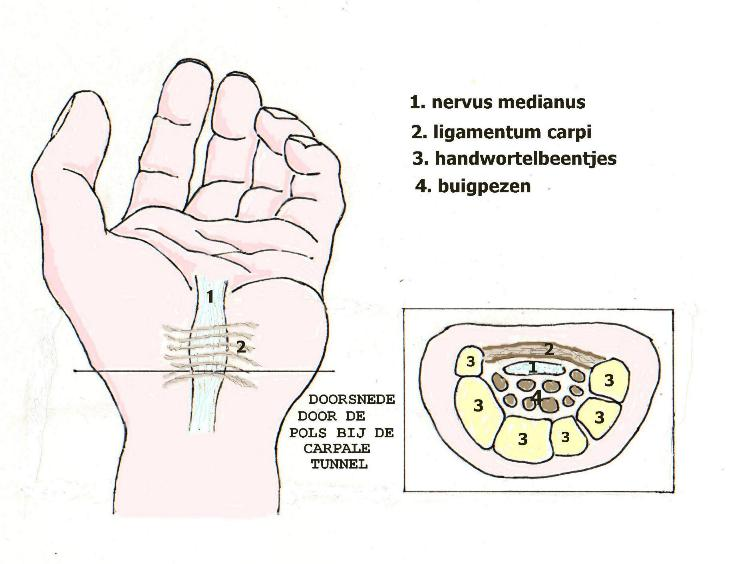 1. nervus medianus
2. ligamentum carpi
3. handwortelbeentjes
4. buigpezen
1
2
DOORSNEDE
DOOR DE
POLS BIJ DE
CARPALE
TUNNEL
2
3
1
3
3
4
3
3
3